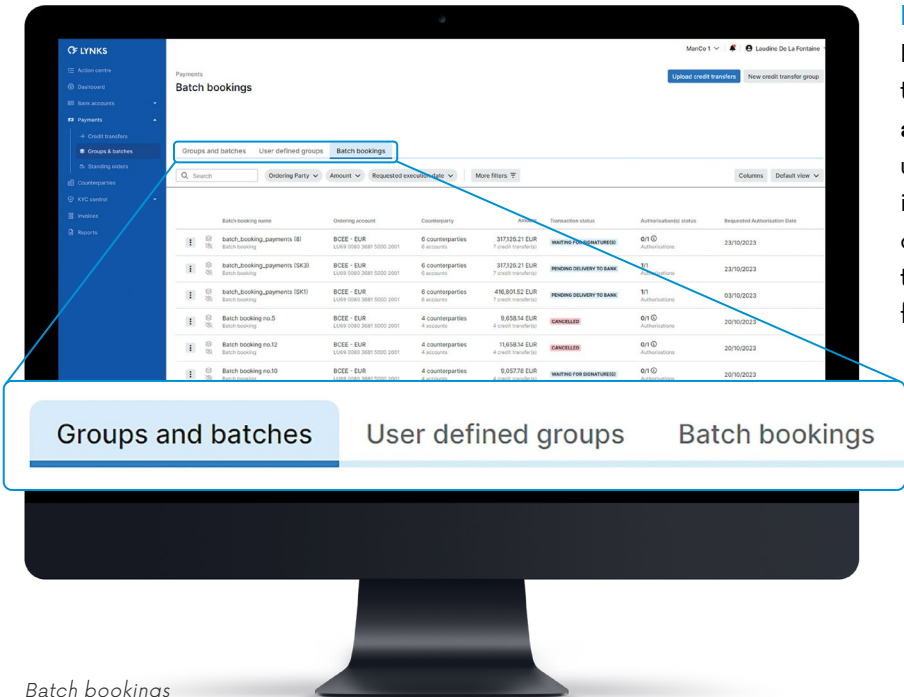 LYNKS
ManCo 1
Laudine De La Fontaine
Action centre
Dashboard
Bank accounts
Payments
Credit transfers
Groups & batches
Standing orders
Counterparties
KYC control
Invoices
Reports
Payments
Batch bookings
Upload credit transfers
New credit transfer group
Groups and batches User defined groups Batch bookings
Search Ordering Party Amount Requested execution date More filters Columns Default view
Batch booking name Ordering account Counterparty Amount Transaction status Authorisation(s) status Requested Authorisation Date
batch_booking_payments (8) BCEE - EUR 6 counterparties 317,126.21 EUR WAITING FOR SIGNATURE(S) 0/1 23/10/2023
Batch booking LU69 0080 3681 5000 2001 6 accounts 7 credit transfer(s) Authorisations
batch_booking_payments (SK3) BCEE - EUR 6 counterparties 317,126.21 EUR PENDING DELIVERY TO BANK 1/1 23/10/2023
Batch booking LU69 0080 3681 5000 2001 6 accounts 7 credit transfer(s) Authorisations
batch_booking_payments (SK1) BCEE - EUR 6 counterparties 416,801.52 EUR PENDING DELIVERY TO BANK 1/1 03/10/2023
Batch booking LU69 0080 3681 5000 2001 6 accounts 7 credit transfer(s) Authorisations
Batch booking no.5 BCEE - EUR 4 counterparties 9,658.14 EUR CANCELLED 0/1 20/10/2023
Batch booking LU69 0080 3681 5000 2001 4 accounts 4 credit transfer(s) Authorisations
Batch booking no.12 BCEE - EUR 4 counterparties 11,658.14 EUR CANCELLED 0/1 20/10/2023
Batch booking LU69 0080 3681 5000 2001 4 accounts 4 credit transfer(s) Authorisations
Batch booking no.10 BCEE - EUR 4 counterparties 9,057.78 EUR WAITING FOR SIGNATURE(S) 0/1 20/10/2023
Groups and batches User defined groups Batch bookings
Batch bookings